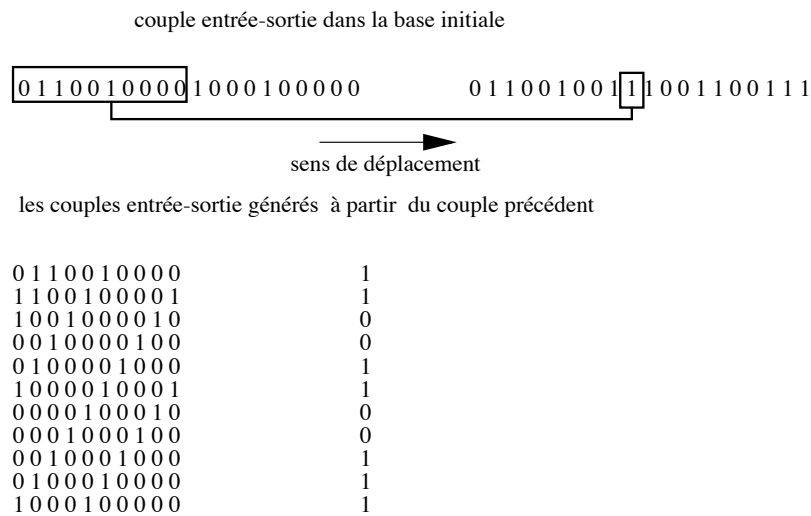 couple entrée-sortie dans la base initiale
0 1 1 0 0 1 0 0 0 0 1 0 0 0 1 0 0 0 0 0 0 1 1 0 0 1 0 0 1 1 1 0 0 1 1 0 0 1 1 1
sens de déplacement
les couples entrée-sortie générés à partir du couple précédent
0 1 1 0 0 1 0 0 0 0 1
1 1 0 0 1 0 0 0 0 1 1
1 0 0 1 0 0 0 0 1 0 0
0 0 1 0 0 0 0 1 0 0 0
0 1 0 0 0 0 1 0 0 0 1
1 0 0 0 0 1 0 0 0 1 1
0 0 0 0 1 0 0 0 1 0 0
0 0 0 1 0 0 0 1 0 0 0
0 0 1 0 0 0 1 0 0 0 1
0 1 0 0 0 1 0 0 0 0 1
1 0 0 0 1 0 0 0 0 0 1